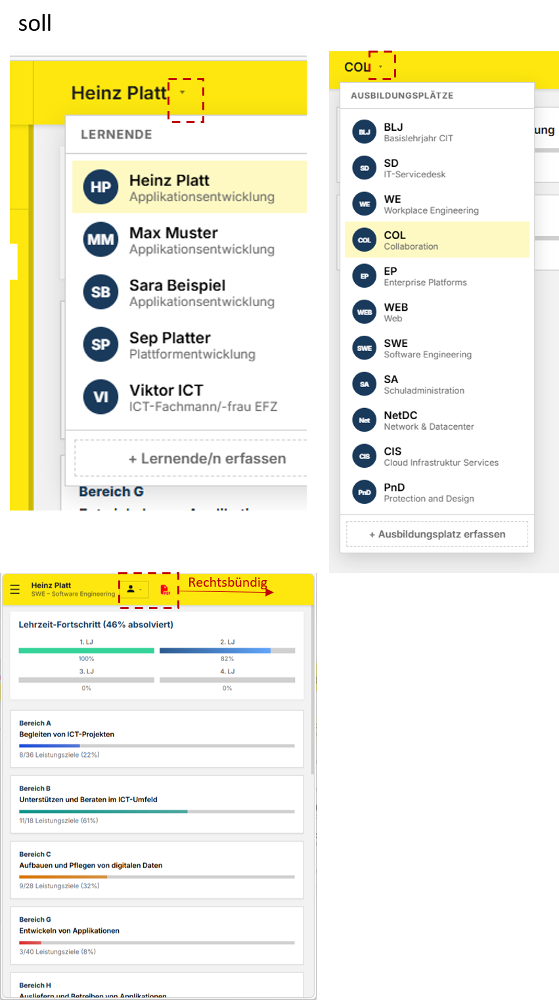 soll
Heinz Platt
LERNENDE
HP
Heinz Platt
Applikationsentwicklung
MM
Max Muster
Applikationsentwicklung
SB
Sara Beispiel
Applikationsentwicklung
SP
Sep Platter
Plattformentwicklung
VI
Viktor ICT
ICT-Fachmann/-frau EFZ
+ Lernende/n erfassen
Bereich G
COL
AUSBILDUNGSPLÄTZE
ung
BLJ
BLJ
Basislehrjahr CIT
SD
SD
IT-Servicedesk
WE
WE
Workplace Engineering
COL
COL
Collaboration
EP
EP
Enterprise Platforms
WEB
WEB
Web
SWE
SWE
Software Engineering
SA
SA
Schuladministration
Net
NetDC
Network & Datacenter
CIS
CIS
Cloud Infrastruktur Services
PnD
PnD
Protection and Design
+ Ausbildungsplatz erfassen
Heinz Platt
SWE – Software Engineering
PDF
Rechtsbündig
Lehrzeit-Fortschritt (46% absolviert)
1. LJ
2. LJ
100%
82%
3. LJ
4. LJ
0%
0%
Bereich A
Begleiten von ICT-Projekten
8/36 Leistungsziele (22%)
Bereich B
Unterstützen und Beraten im ICT-Umfeld
11/18 Leistungsziele (61%)
Bereich C
Aufbauen und Pflegen von digitalen Daten
9/28 Leistungsziele (32%)
Bereich G
Entwickeln von Applikationen
3/40 Leistungsziele (8%)
Bereich H
Ausliefern und Betreiben von Applikationen